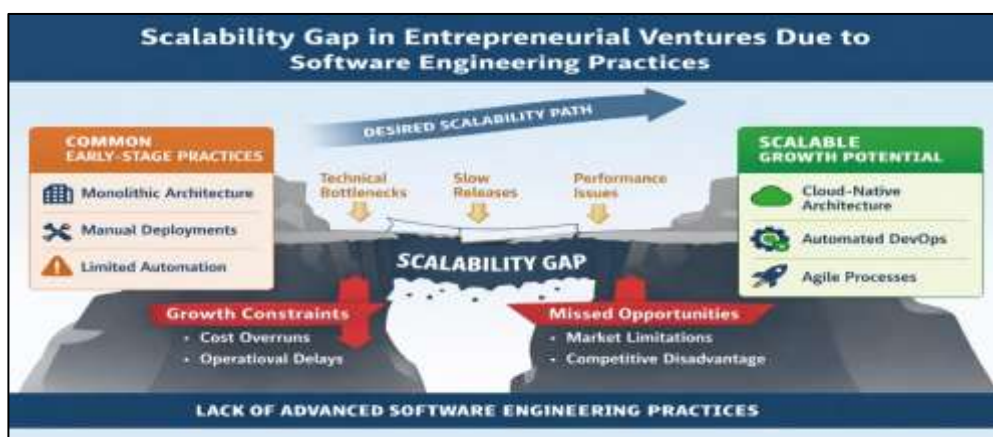 Scalability Gap in Entrepreneurial Ventures Due to
Software Engineering Practices
DESIRED SCALABILITY PATH
COMMON
EARLY-STAGE PRACTICES
Monolithic Architecture
Manual Deployments
Limited Automation
Technical
Bottlenecks
Slow
Releases
Performance
Issues
SCALABLE
GROWTH POTENTIAL
Cloud-Native
Architecture
Automated DevOps
Agile Processes
SCALABILITY GAP
Growth Constraints
• Cost Overruns
• Operational Delays
Missed Opportunities
• Market Limitations
• Competitive Disadvantage
LACK OF ADVANCED SOFTWARE ENGINEERING PRACTICES